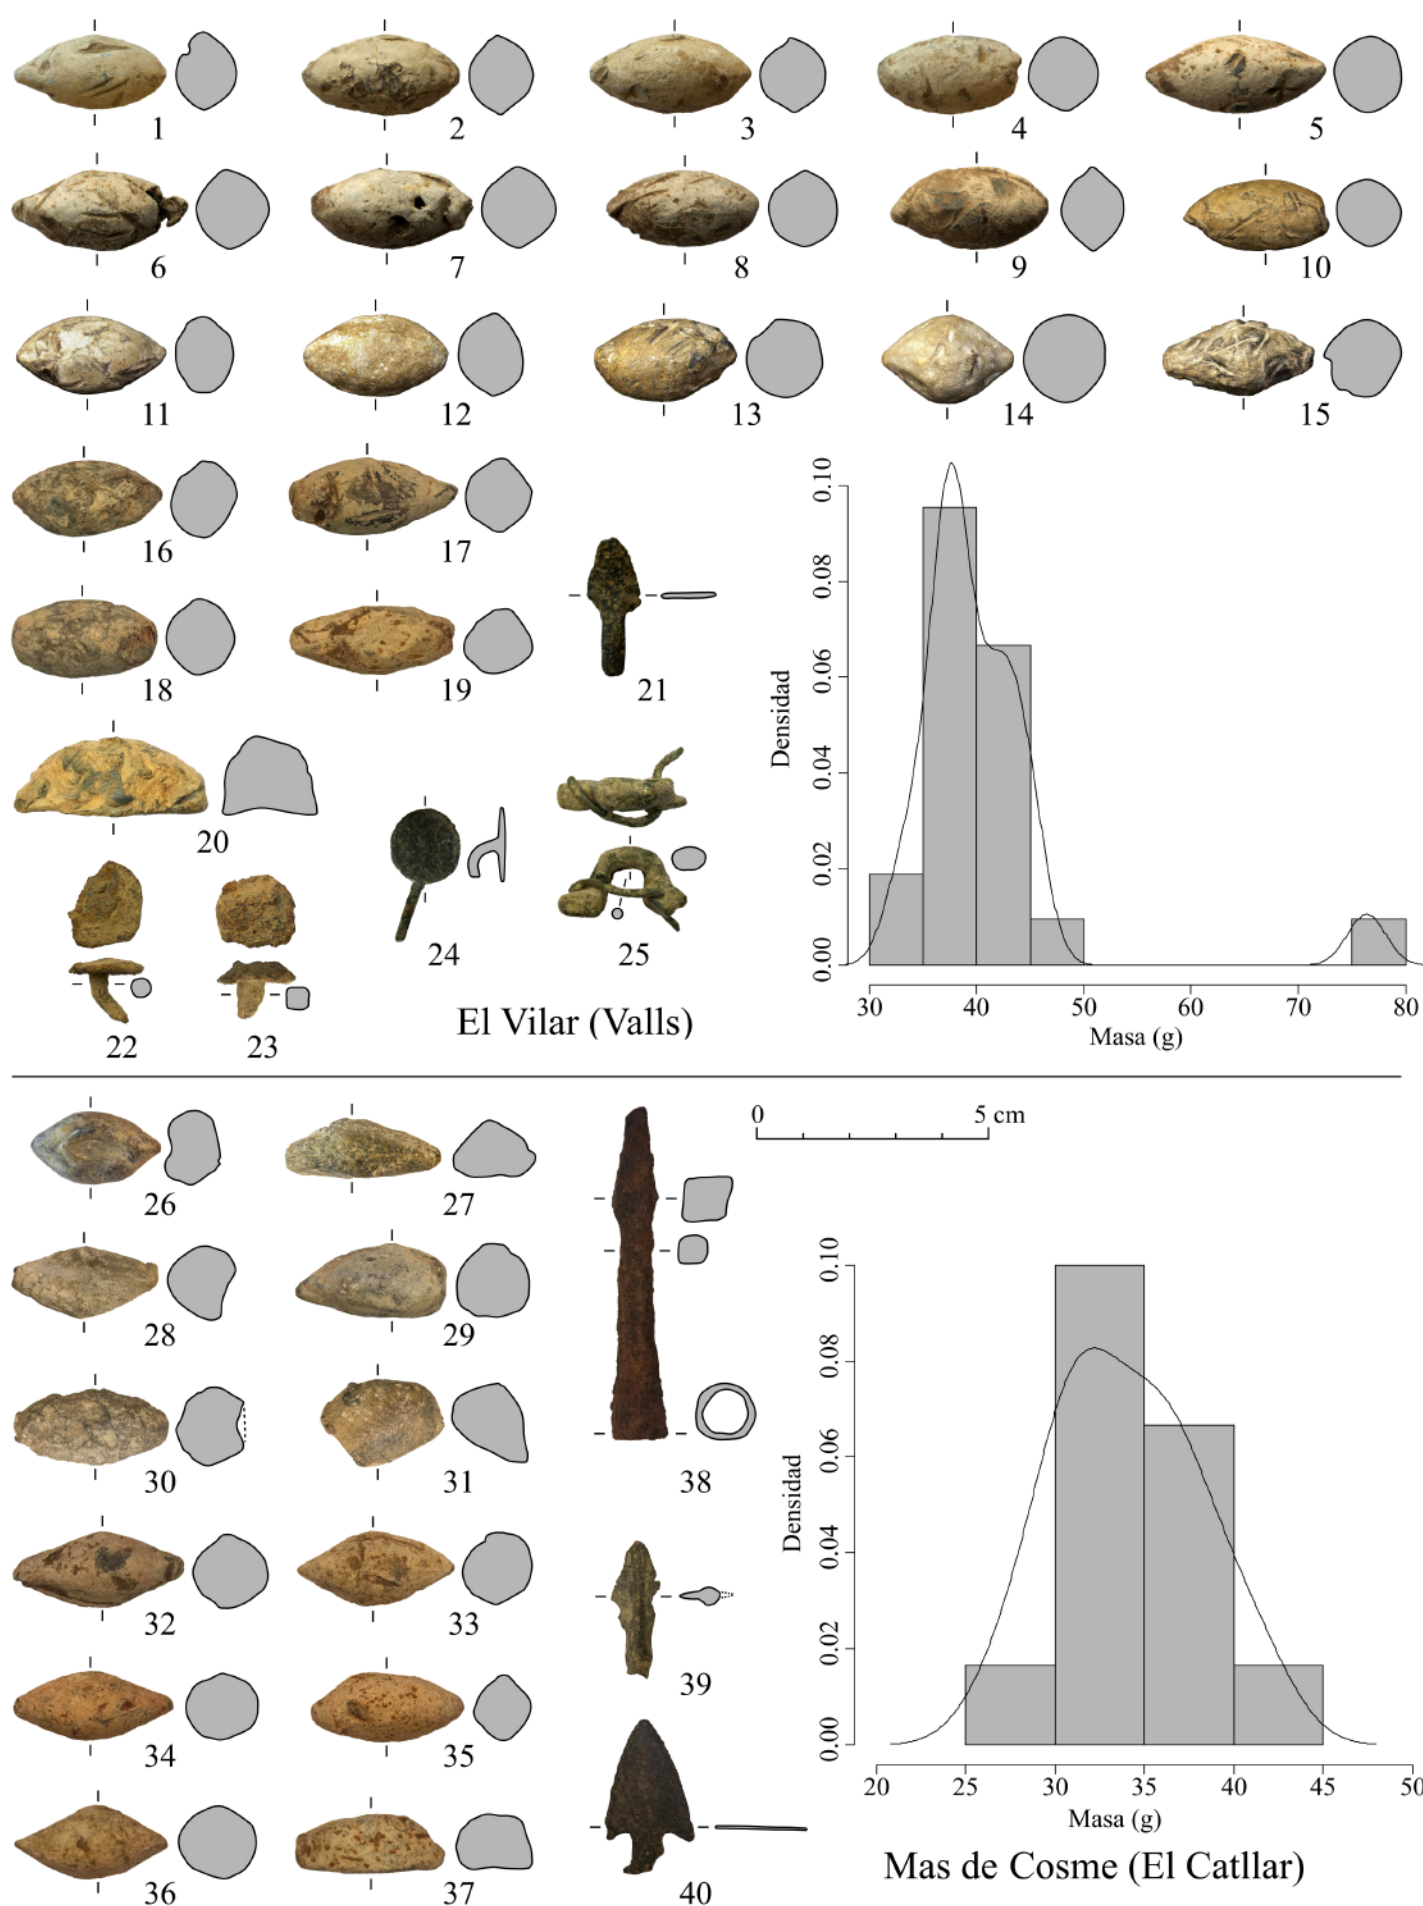 1 2 3 4 5
6 7 8 9 10
11 12 13 14 15
16 17
18 19 21
20
22 23 24 25
El Vilar (Valls)
Densidad
0.00 0.02 0.04 0.06 0.08 0.10
30 40 50 60 70 80
Masa (g)
0 5 cm
26 27
28 29
30 31 38
32 33
34 35 39
36 37 40
Densidad
0.00 0.02 0.04 0.06 0.08 0.10
20 25 30 35 40 45 50
Masa (g)
Mas de Cosme (El Catllar)